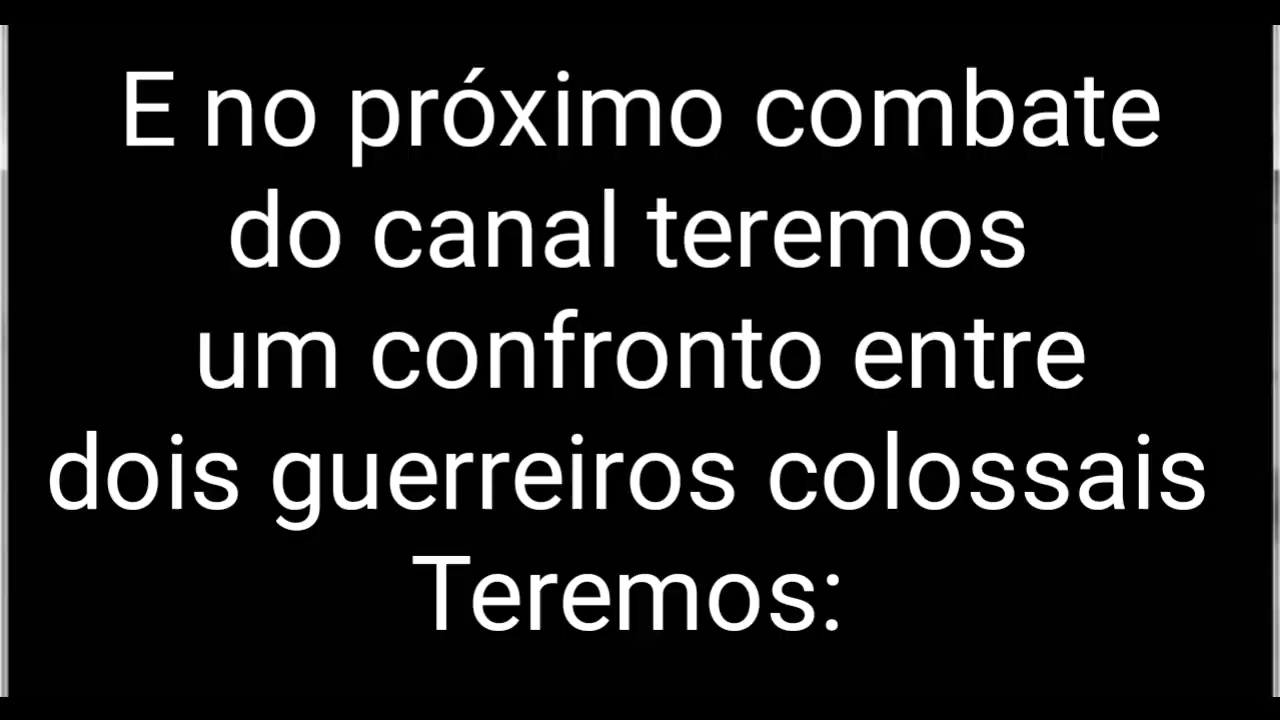 E no próximo combate
do canal teremos
um confronto entre
dois guerreiros colossais
Teremos: